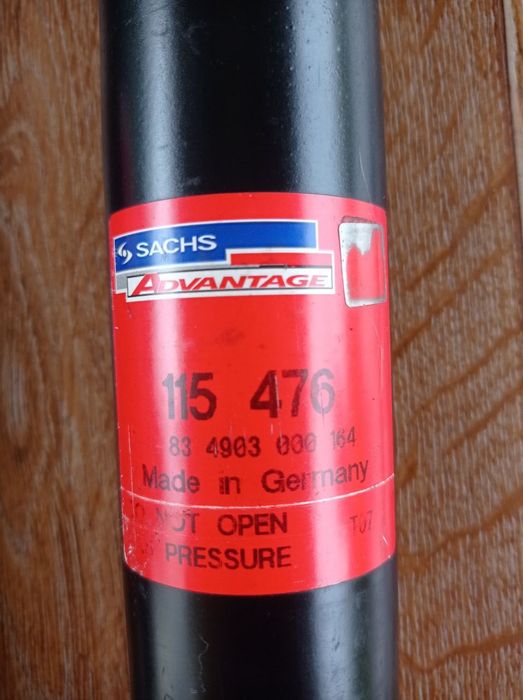 SACHS
ADVANTAGE
115 476
83 4903 000 164
Made in Germany
NOT OPEN T07
PRESSURE